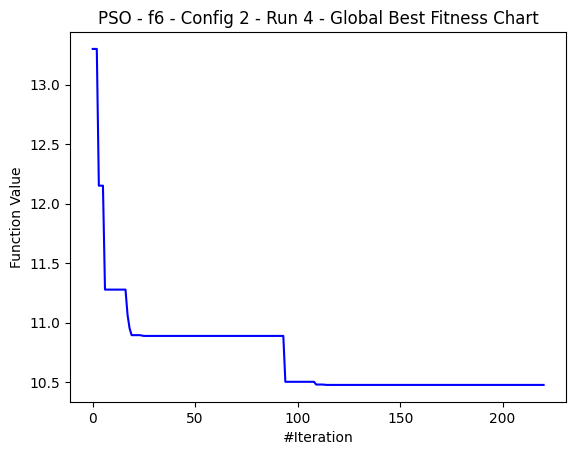 PSO - f6 - Config 2 - Run 4 - Global Best Fitness Chart
Function Value
13.0
12.5
12.0
11.5
11.0
10.5
0 50 100 150 200
#Iteration